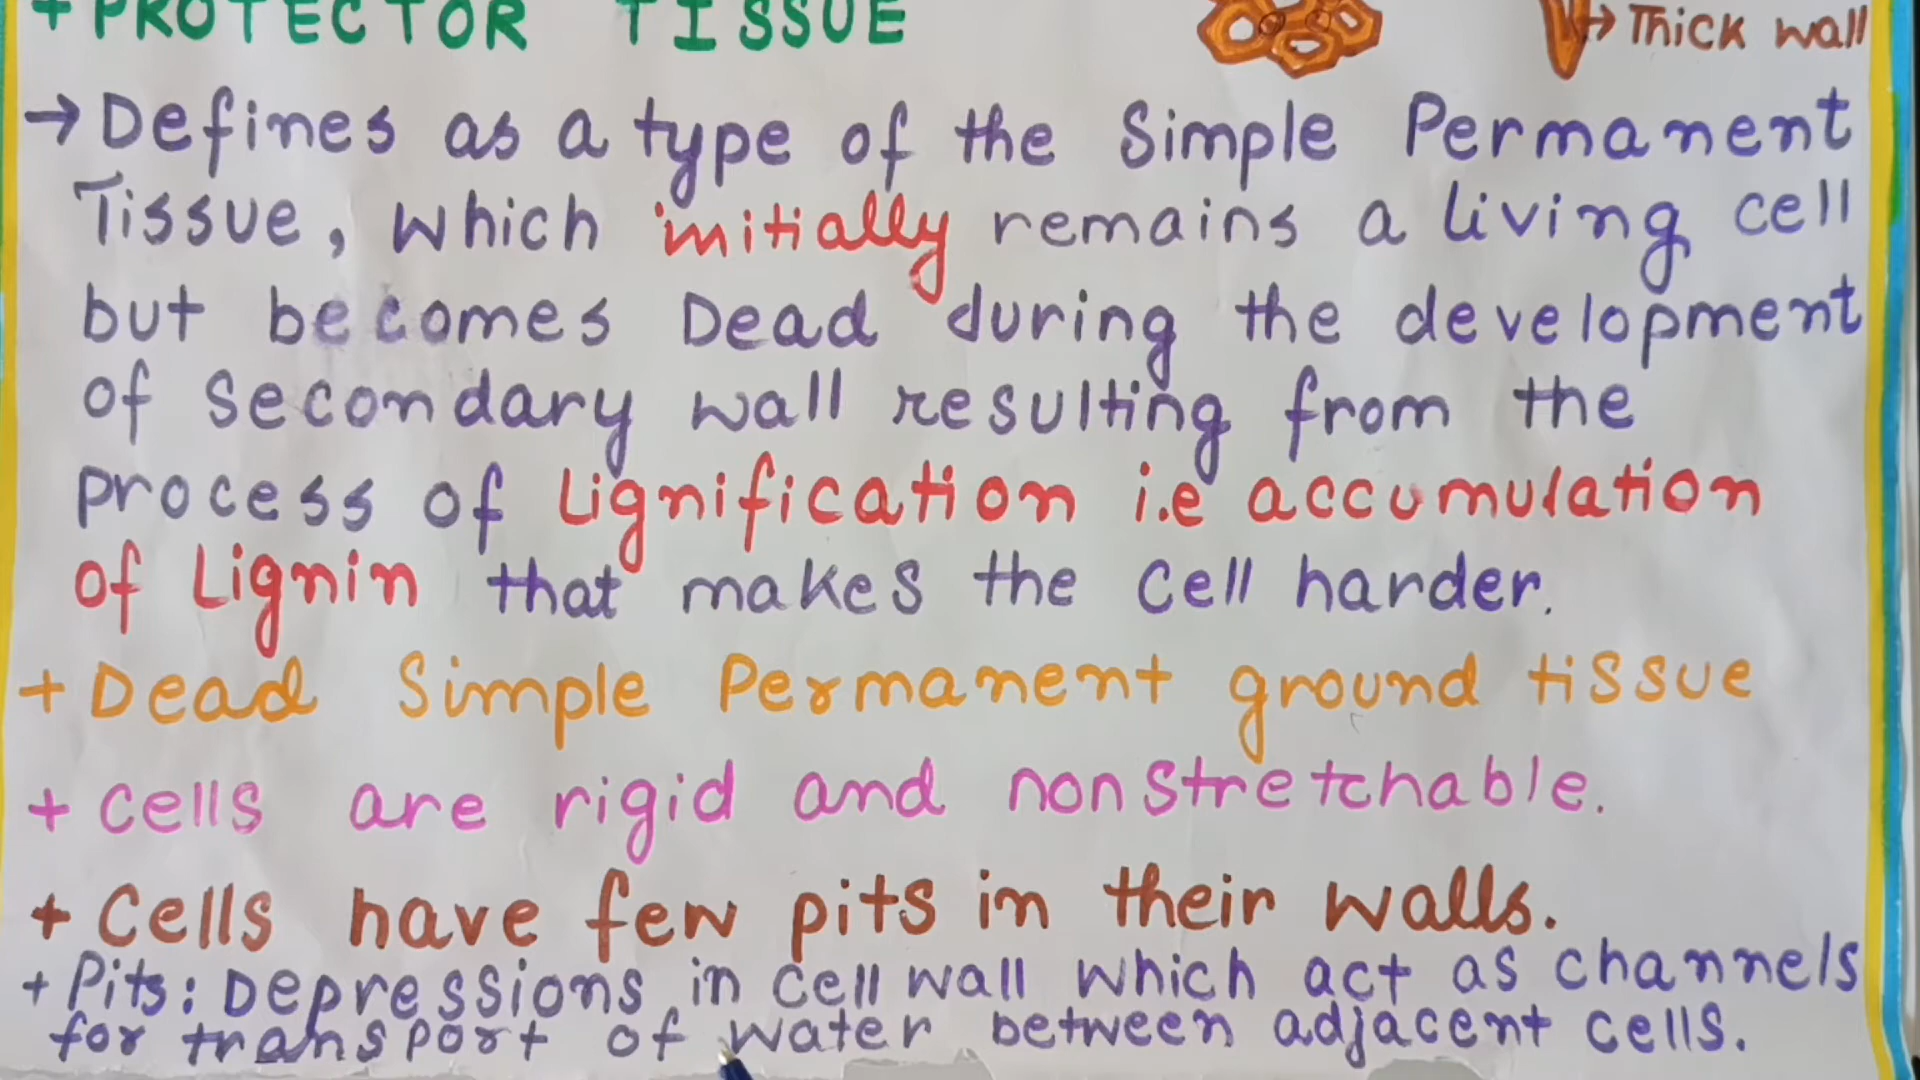 + PROTECTOR TISSUE
→ Thick wall
→ Defines as a type of the Simple Permanent
Tissue, which initially remains a living cell
but becomes Dead during the development
of secondary wall resulting from the
process of Lignification i.e accumulation
of Lignin that makes the cell harder.
+ Dead Simple Permanent ground tissue
+ cells are rigid and nonstretchable.
+ Cells have few pits in their walls.
+ Pits: Depressions in cell wall which act as channels
for transport of water between adjacent cells.